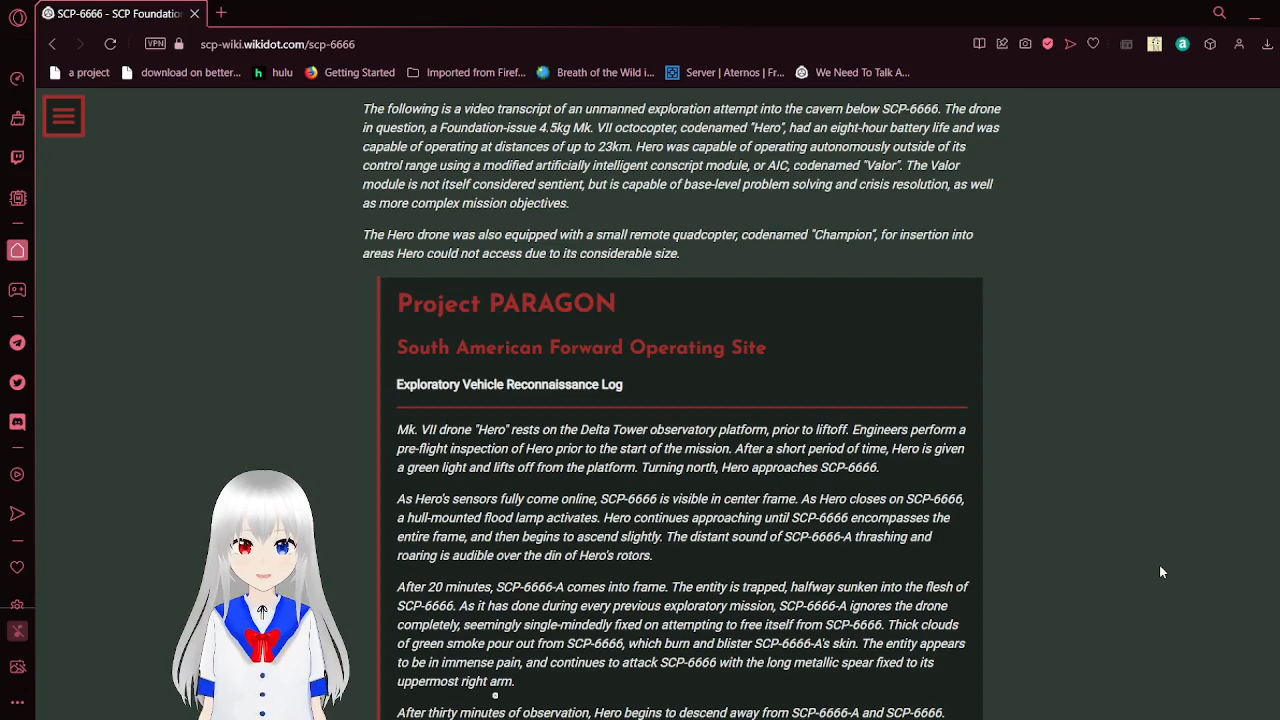 SCP-6666 - SCP Foundation
VPN
scp-wiki.wikidot.com/scp-6666
a project
download on better...
h
hulu
Getting Started
Imported from Firef...
Breath of the Wild i...
Server | Aternos | Fr...
We Need To Talk A...
The following is a video transcript of an unmanned exploration attempt into the cavern below SCP-6666. The drone
in question, a Foundation-issue 4.5kg Mk. VII octocopter, codenamed "Hero", had an eight-hour battery life and was
capable of operating at distances of up to 23km. Hero was capable of operating autonomously outside of its
control range using a modified artificially intelligent conscript module, or AIC, codenamed "Valor". The Valor
module is not itself considered sentient, but is capable of base-level problem solving and crisis resolution, as well
as more complex mission objectives.
The Hero drone was also equipped with a small remote quadcopter, codenamed "Champion", for insertion into
areas Hero could not access due to its considerable size.
Project PARAGON
South American Forward Operating Site
Exploratory Vehicle Reconnaissance Log
Mk. VII drone "Hero" rests on the Delta Tower observatory platform, prior to liftoff. Engineers perform a
pre-flight inspection of Hero prior to the start of the mission. After a short period of time, Hero is given
a green light and lifts off from the platform. Turning north, Hero approaches SCP-6666.
As Hero's sensors fully come online, SCP-6666 is visible in center frame. As Hero closes on SCP-6666,
a hull-mounted flood lamp activates. Hero continues approaching until SCP-6666 encompasses the
entire frame, and then begins to ascend slightly. The distant sound of SCP-6666-A thrashing and
roaring is audible over the din of Hero's rotors.
After 20 minutes, SCP-6666-A comes into frame. The entity is trapped, halfway sunken into the flesh of
SCP-6666. As it has done during every previous exploratory mission, SCP-6666-A ignores the drone
completely, seemingly single-mindedly fixed on attempting to free itself from SCP-6666. Thick clouds
of green smoke pour out from SCP-6666, which burn and blister SCP-6666-A's skin. The entity appears
to be in immense pain, and continues to attack SCP-6666 with the long metallic spear fixed to its
uppermost right arm.
After thirty minutes of observation, Hero begins to descend away from SCP-6666-A and SCP-6666.